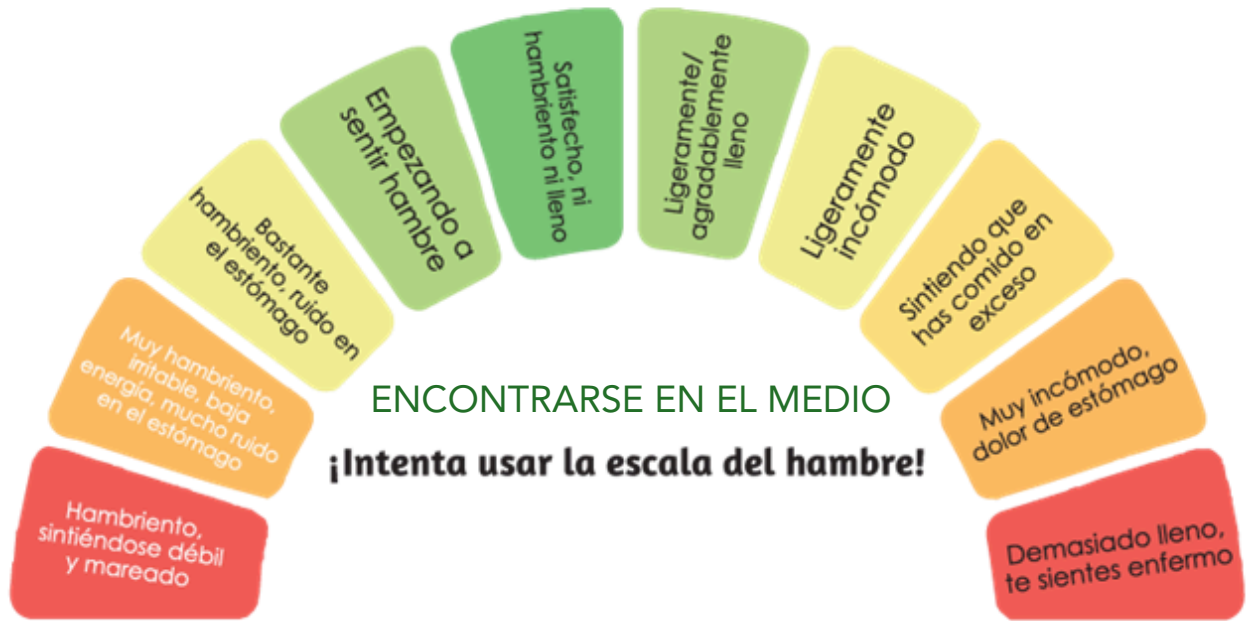 Hambriento,
sintiéndose débil
y mareado
Muy hambriento,
irritable, baja
energía, mucho ruido
en el estómago
Bastante
hambriento, ruido en
el estómago
Empezando a
sentir hambre
Satisfecho, ni
hambriento ni lleno
Ligeramente/
agradablemente
lleno
Ligeramente
incómodo
Sintiendo que
has comido en
exceso
Muy incómodo,
dolor de estómago
Demasiado lleno,
te sientes enfermo
ENCONTRARSE EN EL MEDIO
¡Intenta usar la escala del hambre!